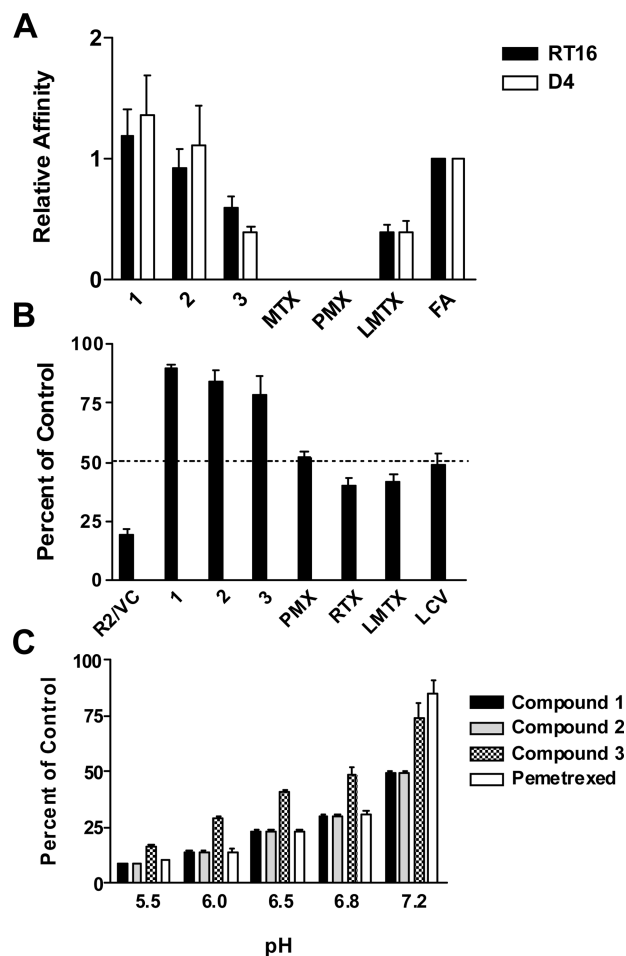 A
Relative Affinity
2
1
0
1 2 3 MTX PMX LMTX FA
RT16
D4
B
Percent of Control
100
75
50
25
0
R2/VC 1 2 3 PMX RTX LMTX LCV
C
Percent of Control
100
75
50
25
0
5.5 6.0 6.5 6.8 7.2
pH
Compound 1
Compound 2
Compound 3
Pemetrexed